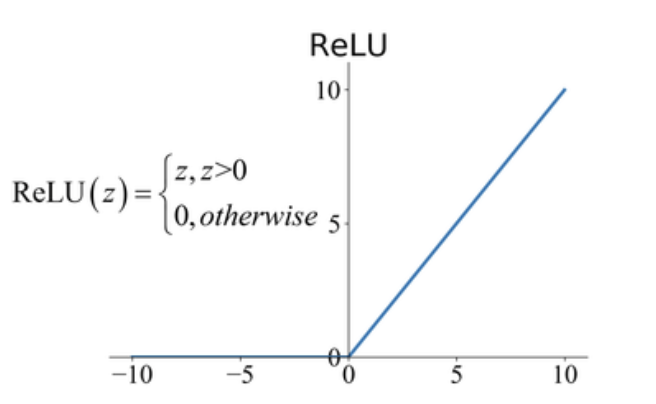 ReLU
10
ReLU(z)={z, z>0
0, otherwise
5
0
−10 −5 0 5 10